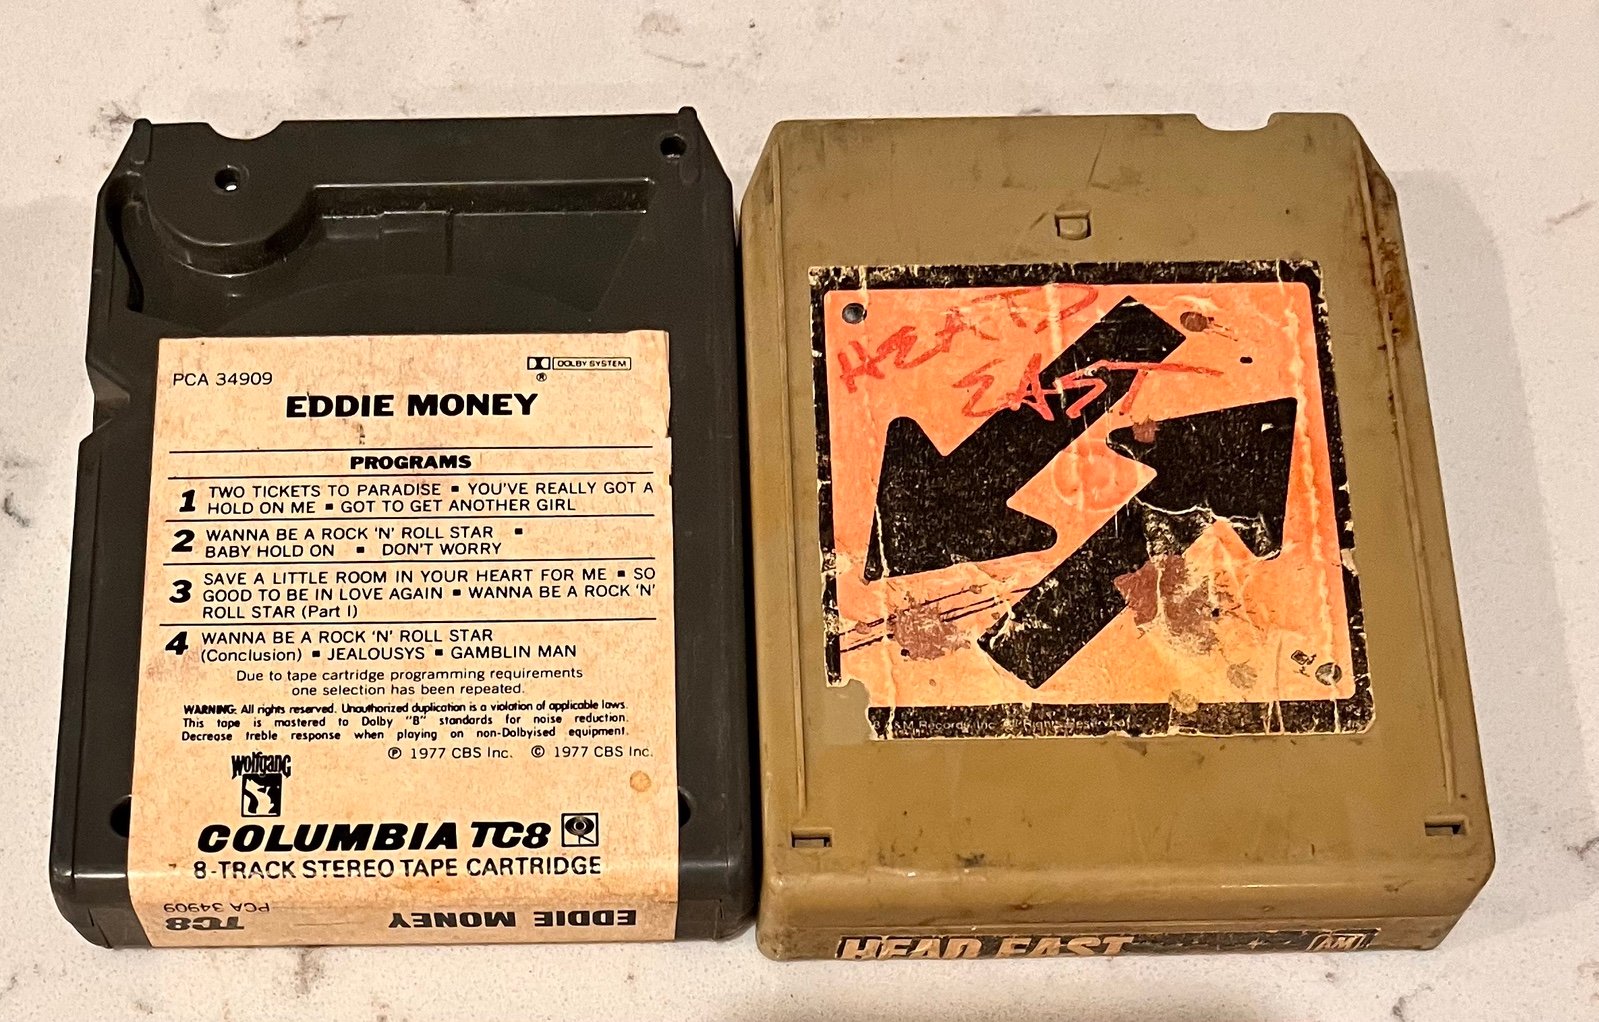 PCA 34909
DOLBY SYSTEM
®
EDDIE MONEY
PROGRAMS
1 TWO TICKETS TO PARADISE ▪ YOU'VE REALLY GOT A
HOLD ON ME ▪ GOT TO GET ANOTHER GIRL
2 WANNA BE A ROCK 'N' ROLL STAR ▪
BABY HOLD ON ▪ DON'T WORRY
3 SAVE A LITTLE ROOM IN YOUR HEART FOR ME ▪ SO
GOOD TO BE IN LOVE AGAIN ▪ WANNA BE A ROCK 'N'
ROLL STAR (Part I)
4 WANNA BE A ROCK 'N' ROLL STAR
(Conclusion) ▪ JEALOUSYS ▪ GAMBLIN MAN
Due to tape cartridge programming requirements
one selection has been repeated.
WARNING: All rights reserved. Unauthorized duplication is a violation of applicable laws.
This tape is mastered to Dolby "B" standards for noise reduction.
Decrease treble response when playing on non-Dolbyised equipment.
℗ 1977 CBS Inc. © 1977 CBS Inc.
wolfgang
COLUMBIA TC8
8-TRACK STEREO TAPE CARTRIDGE
EDDIE MONEY
TC8
PCA 34909
HEAD
EAST
A&M Records, Inc. All Rights Reserved
HEAD EAST
AM